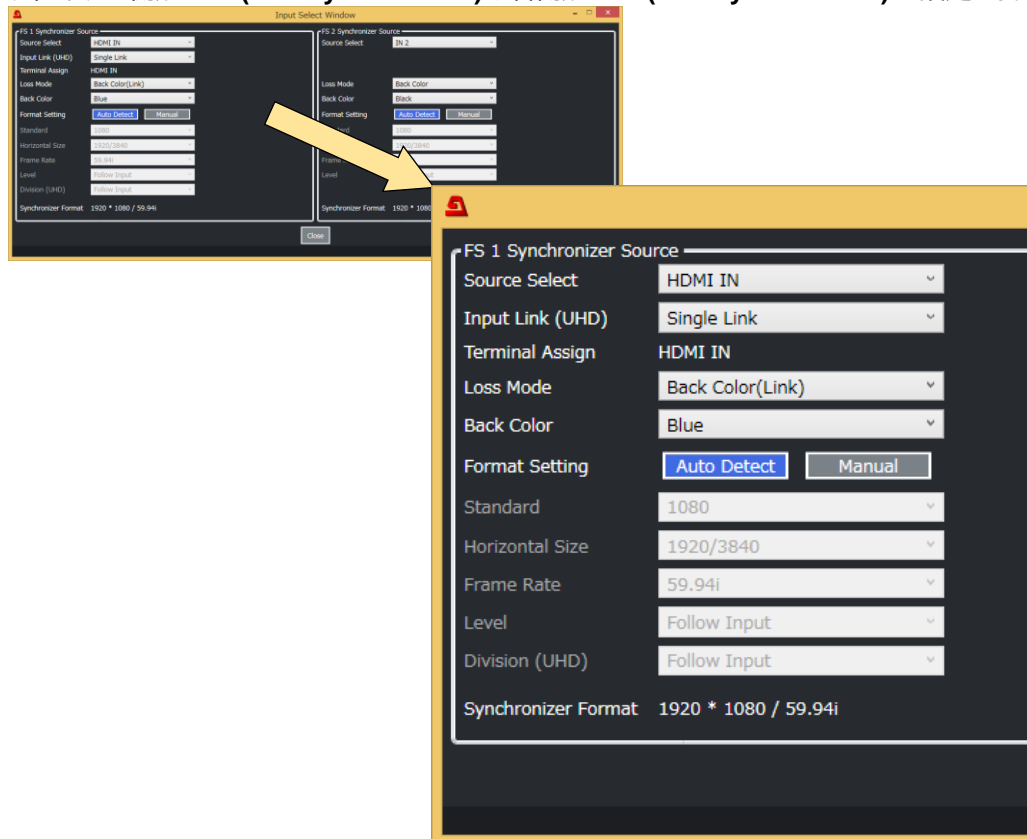 Input Select Window
FS 1 Synchronizer Source
Source Select HDMI IN
Input Link (UHD) Single Link
Terminal Assign HDMI IN
Loss Mode Back Color(Link)
Back Color Blue
Format Setting Auto Detect Manual
Standard 1080
Horizontal Size 1920/3840
Frame Rate 59.94i
Level Follow Input
Division (UHD) Follow Input
Synchronizer Format 1920 * 1080 / 59.94i
FS 2 Synchronizer Source
Source Select IN 2
Loss Mode Back Color
Back Color Black
Format Setting Auto Detect Manual
1080
1920/3840
Frame
Level
Synchronizer Format 1920 * 1080
Close
FS 1 Synchronizer Source
Source Select HDMI IN
Input Link (UHD) Single Link
Terminal Assign HDMI IN
Loss Mode Back Color(Link)
Back Color Blue
Format Setting Auto Detect Manual
Standard 1080
Horizontal Size 1920/3840
Frame Rate 59.94i
Level Follow Input
Division (UHD) Follow Input
Synchronizer Format 1920 * 1080 / 59.94i